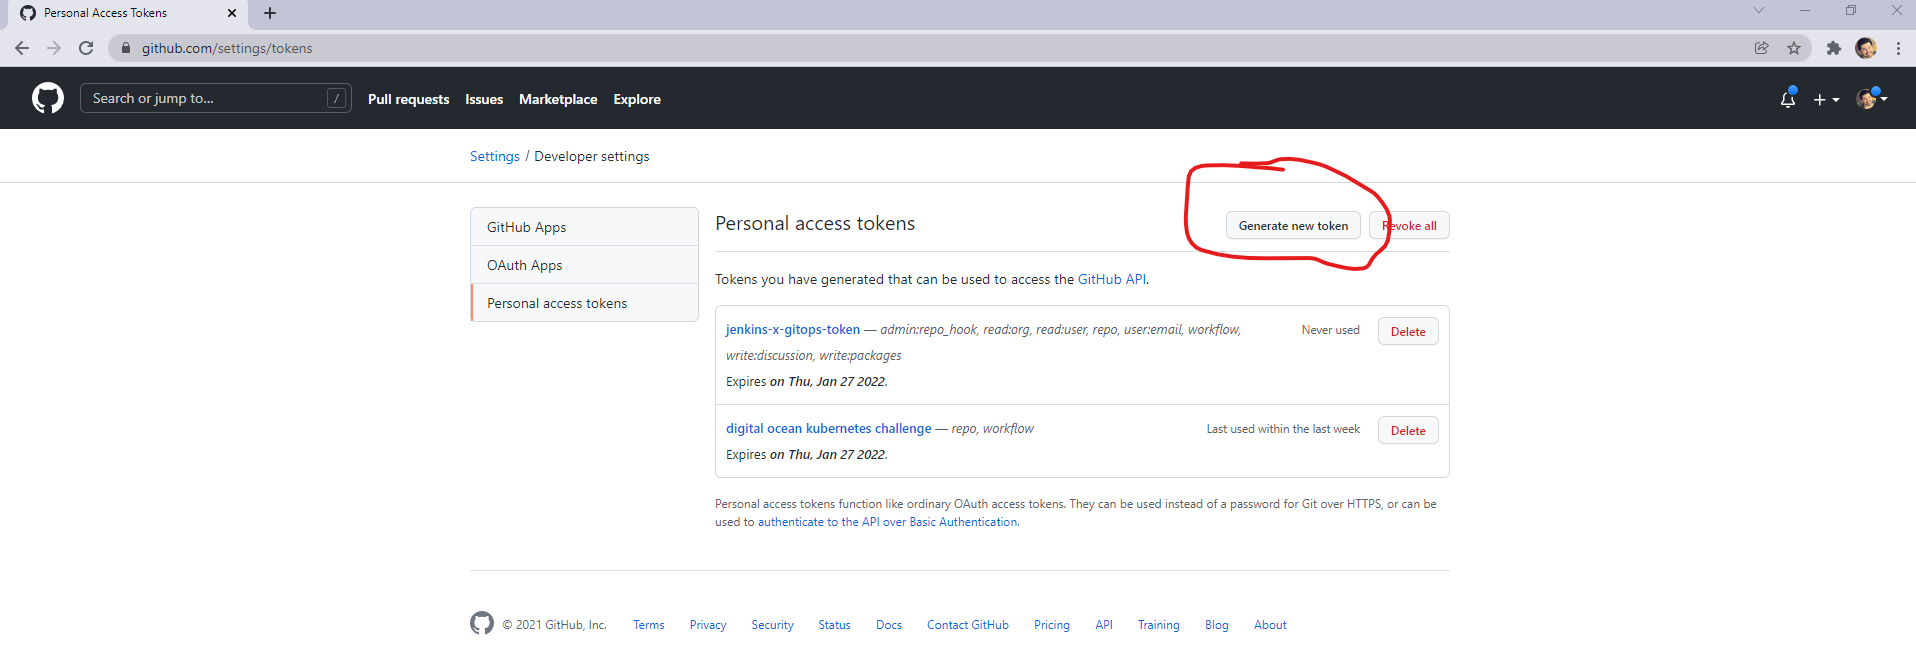 Personal Access Tokens
github.com/settings/tokens
Search or jump to... / Pull requests Issues Marketplace Explore
Settings / Developer settings
GitHub Apps
OAuth Apps
Personal access tokens
Personal access tokens Generate new token Revoke all
Tokens you have generated that can be used to access the GitHub API.
jenkins-x-gitops-token — admin:repo_hook, read:org, read:user, repo, user:email, workflow, Never used Delete
write:discussion, write:packages
Expires on Thu, Jan 27 2022.
digital ocean kubernetes challenge — repo, workflow Last used within the last week Delete
Expires on Thu, Jan 27 2022.
Personal access tokens function like ordinary OAuth access tokens. They can be used instead of a password for Git over HTTPS, or can be
used to authenticate to the API over Basic Authentication.
© 2021 GitHub, Inc. Terms Privacy Security Status Docs Contact GitHub Pricing API Training Blog About